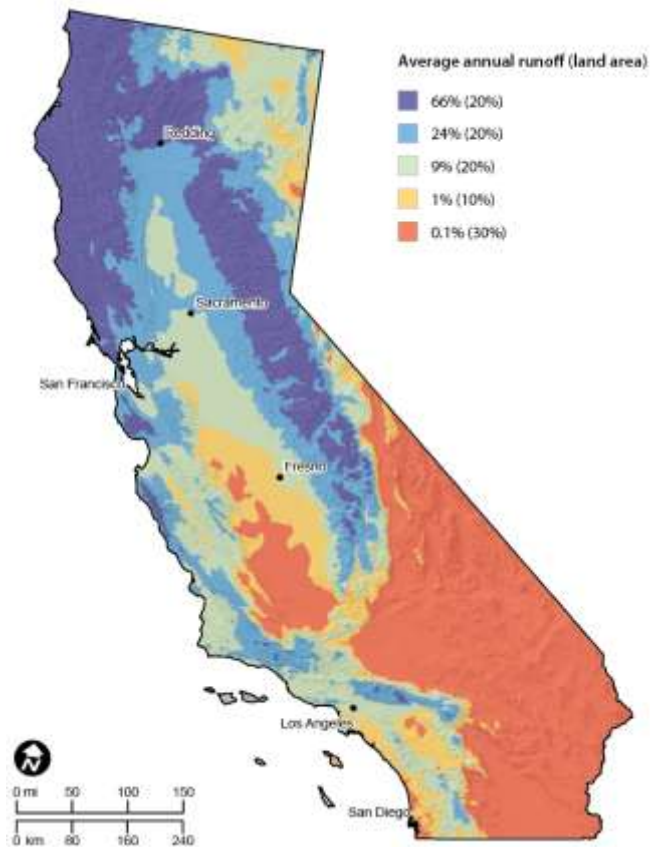 Average annual runoff (land area)
66% (20%)
24% (20%)
9% (20%)
1% (10%)
0.1% (30%)
Redding
Sacramento
San Francisco
Fresno
Los Angeles
San Diego
N
0 mi 50 100 150
0 km 80 160 240